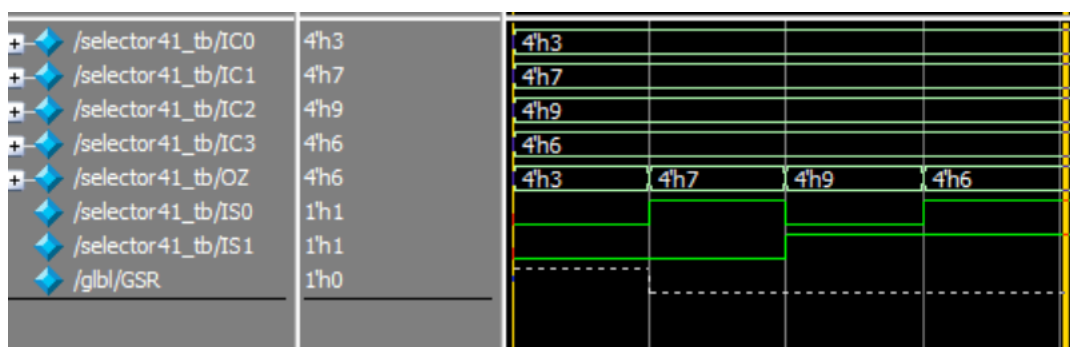 /selector41_tb/IC0 4'h3 4'h3
/selector41_tb/IC1 4'h7 4'h7
/selector41_tb/IC2 4'h9 4'h9
/selector41_tb/IC3 4'h6 4'h6
/selector41_tb/OZ 4'h6 4'h3 4'h7 4'h9 4'h6
/selector41_tb/IS0 1'h1
/selector41_tb/IS1 1'h1
/glbl/GSR 1'h0